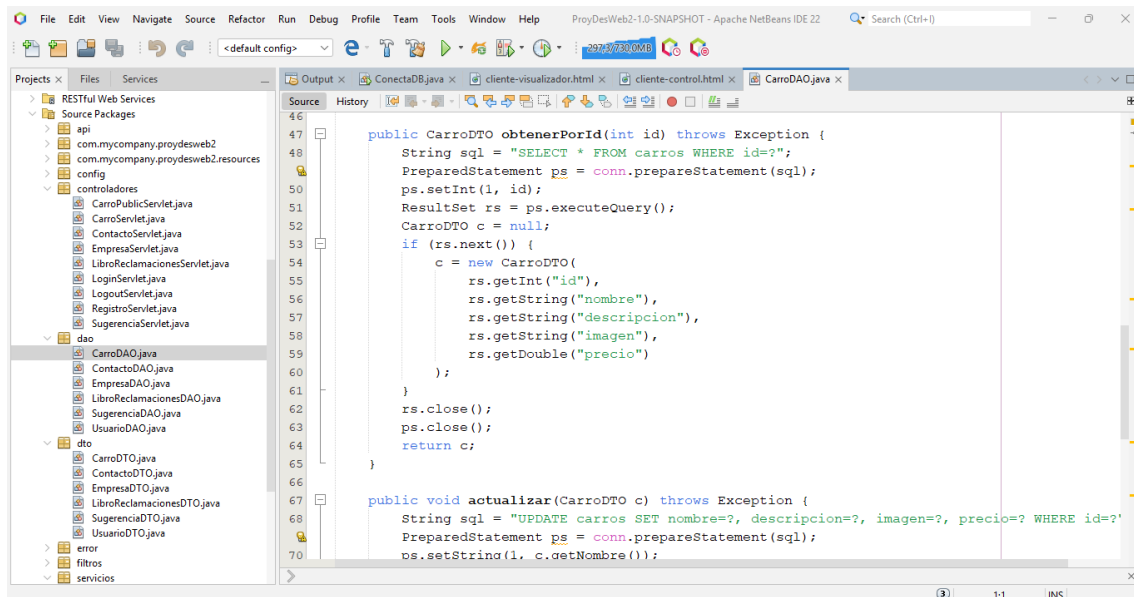 File Edit View Navigate Source Refactor Run Debug Profile Team Tools Window Help ProyDesWeb2-1.0-SNAPSHOT - Apache NetBeans IDE 22 Search (Ctrl+I)
<default config> 297,3/730,0MB
Projects Files Services
RESTful Web Services
Source Packages
api
com.mycompany.proydesweb2
com.mycompany.proydesweb2.resources
config
controladores
CarroPublicServlet.java
CarroServlet.java
ContactoServlet.java
EmpresaServlet.java
LibroReclamacionesServlet.java
LoginServlet.java
LogoutServlet.java
RegistroServlet.java
SugerenciaServlet.java
dao
CarroDAO.java
ContactoDAO.java
EmpresaDAO.java
LibroReclamacionesDAO.java
SugerenciaDAO.java
UsuarioDAO.java
dto
CarroDTO.java
ContactoDTO.java
EmpresaDTO.java
LibroReclamacionesDTO.java
SugerenciaDTO.java
UsuarioDTO.java
error
filtros
servicios
Output ConectaDB.java cliente-visualizador.html cliente-control.html CarroDAO.java
Source History
46
47 public CarroDTO obtenerPorId(int id) throws Exception {
48 String sql = "SELECT * FROM carros WHERE id=?";
PreparedStatement ps = conn.prepareStatement(sql);
50 ps.setInt(1, id);
51 ResultSet rs = ps.executeQuery();
52 CarroDTO c = null;
53 if (rs.next()) {
54 c = new CarroDTO(
55 rs.getInt("id"),
56 rs.getString("nombre"),
57 rs.getString("descripcion"),
58 rs.getString("imagen"),
59 rs.getDouble("precio")
60 );
61 }
62 rs.close();
63 ps.close();
64 return c;
65 }
66
67 public void actualizar(CarroDTO c) throws Exception {
68 String sql = "UPDATE carros SET nombre=?, descripcion=?, imagen=?, precio=? WHERE id=?"
PreparedStatement ps = conn.prepareStatement(sql);
70 ps.setString(1, c.getNombre());
3 1:1 INS